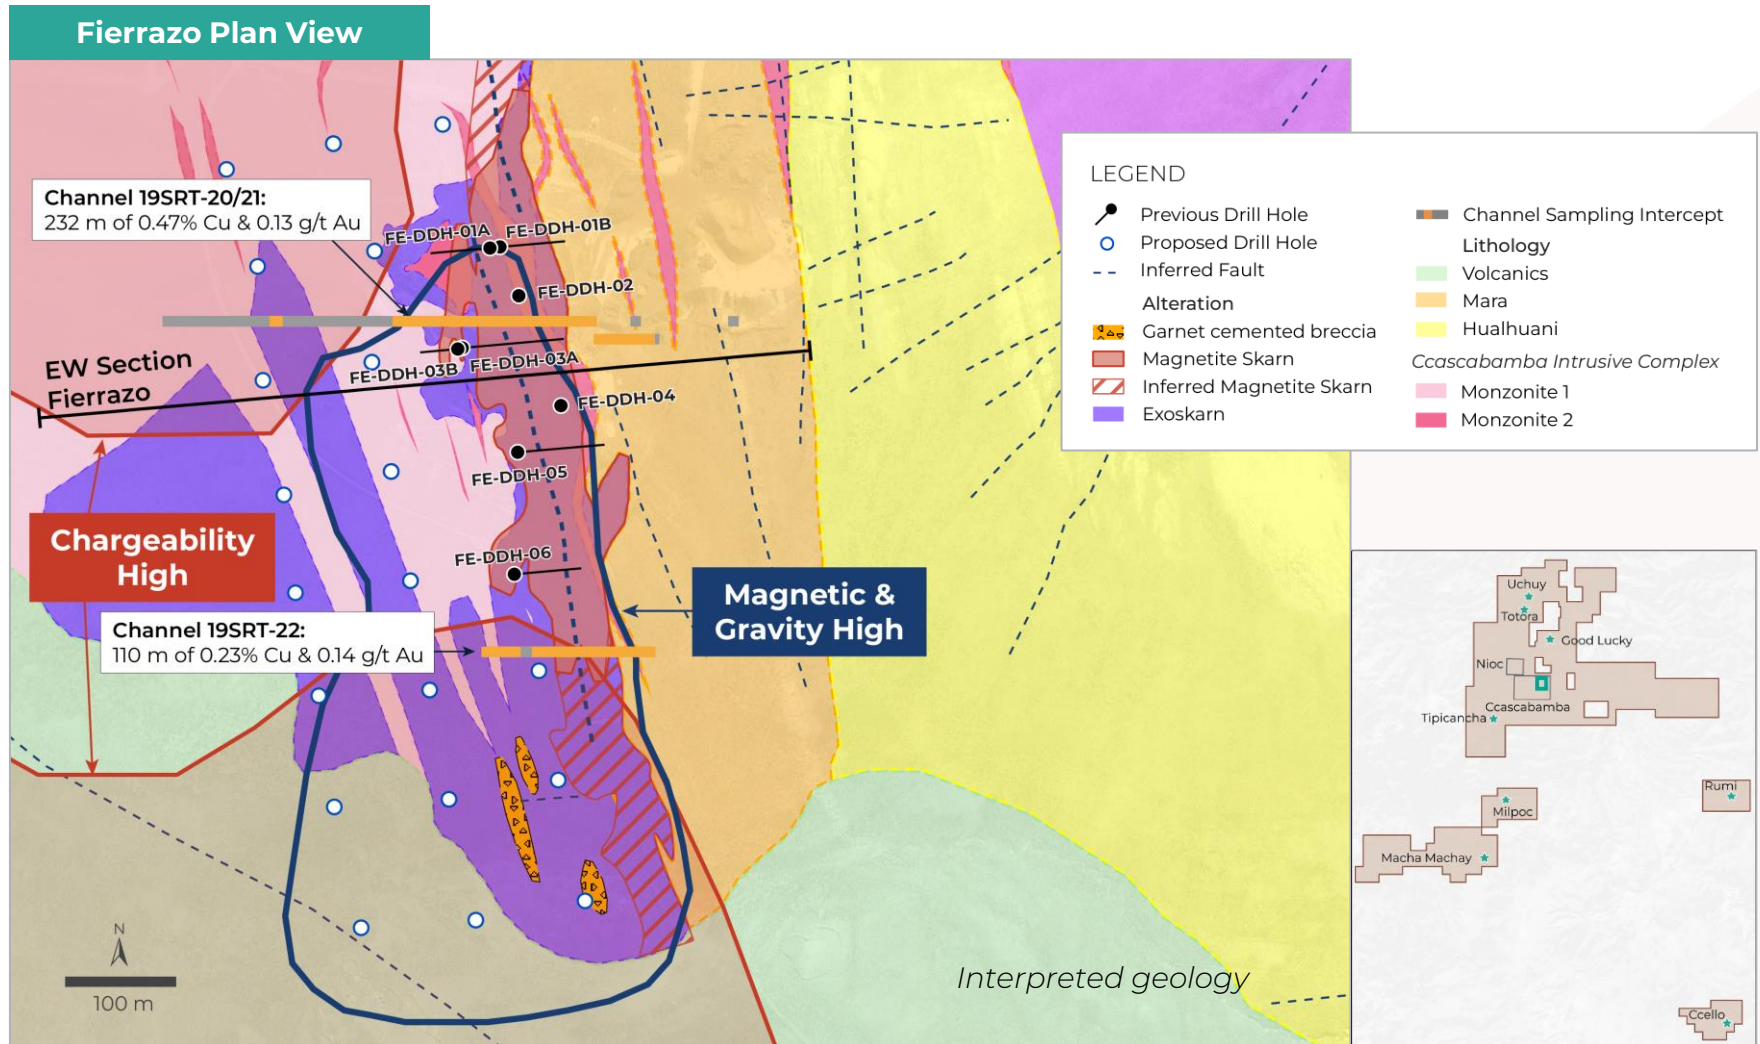 Fierrazo Plan View
Channel 19SRT-20/21:
232 m of 0.47% Cu & 0.13 g/t Au
FE-DDH-01A
FE-DDH-01B
FE-DDH-02
EW Section
Fierrazo
FE-DDH-03B
FE-DDH-03A
FE-DDH-04
FE-DDH-05
FE-DDH-06
Chargeability
High
Magnetic &
Gravity High
Channel 19SRT-22:
110 m of 0.23% Cu & 0.14 g/t Au
N
100 m
Interpreted geology
LEGEND
Previous Drill Hole
Proposed Drill Hole
Inferred Fault
Alteration
Garnet cemented breccia
Magnetite Skarn
Inferred Magnetite Skarn
Exoskarn
Channel Sampling Intercept
Lithology
Volcanics
Mara
Hualhuani
Ccascabamba Intrusive Complex
Monzonite 1
Monzonite 2
Uchuy
Totora
Good Lucky
Nioc
Ccascabamba
Tipicancha
Rumi
Milpoc
Macha Machay
Ccello